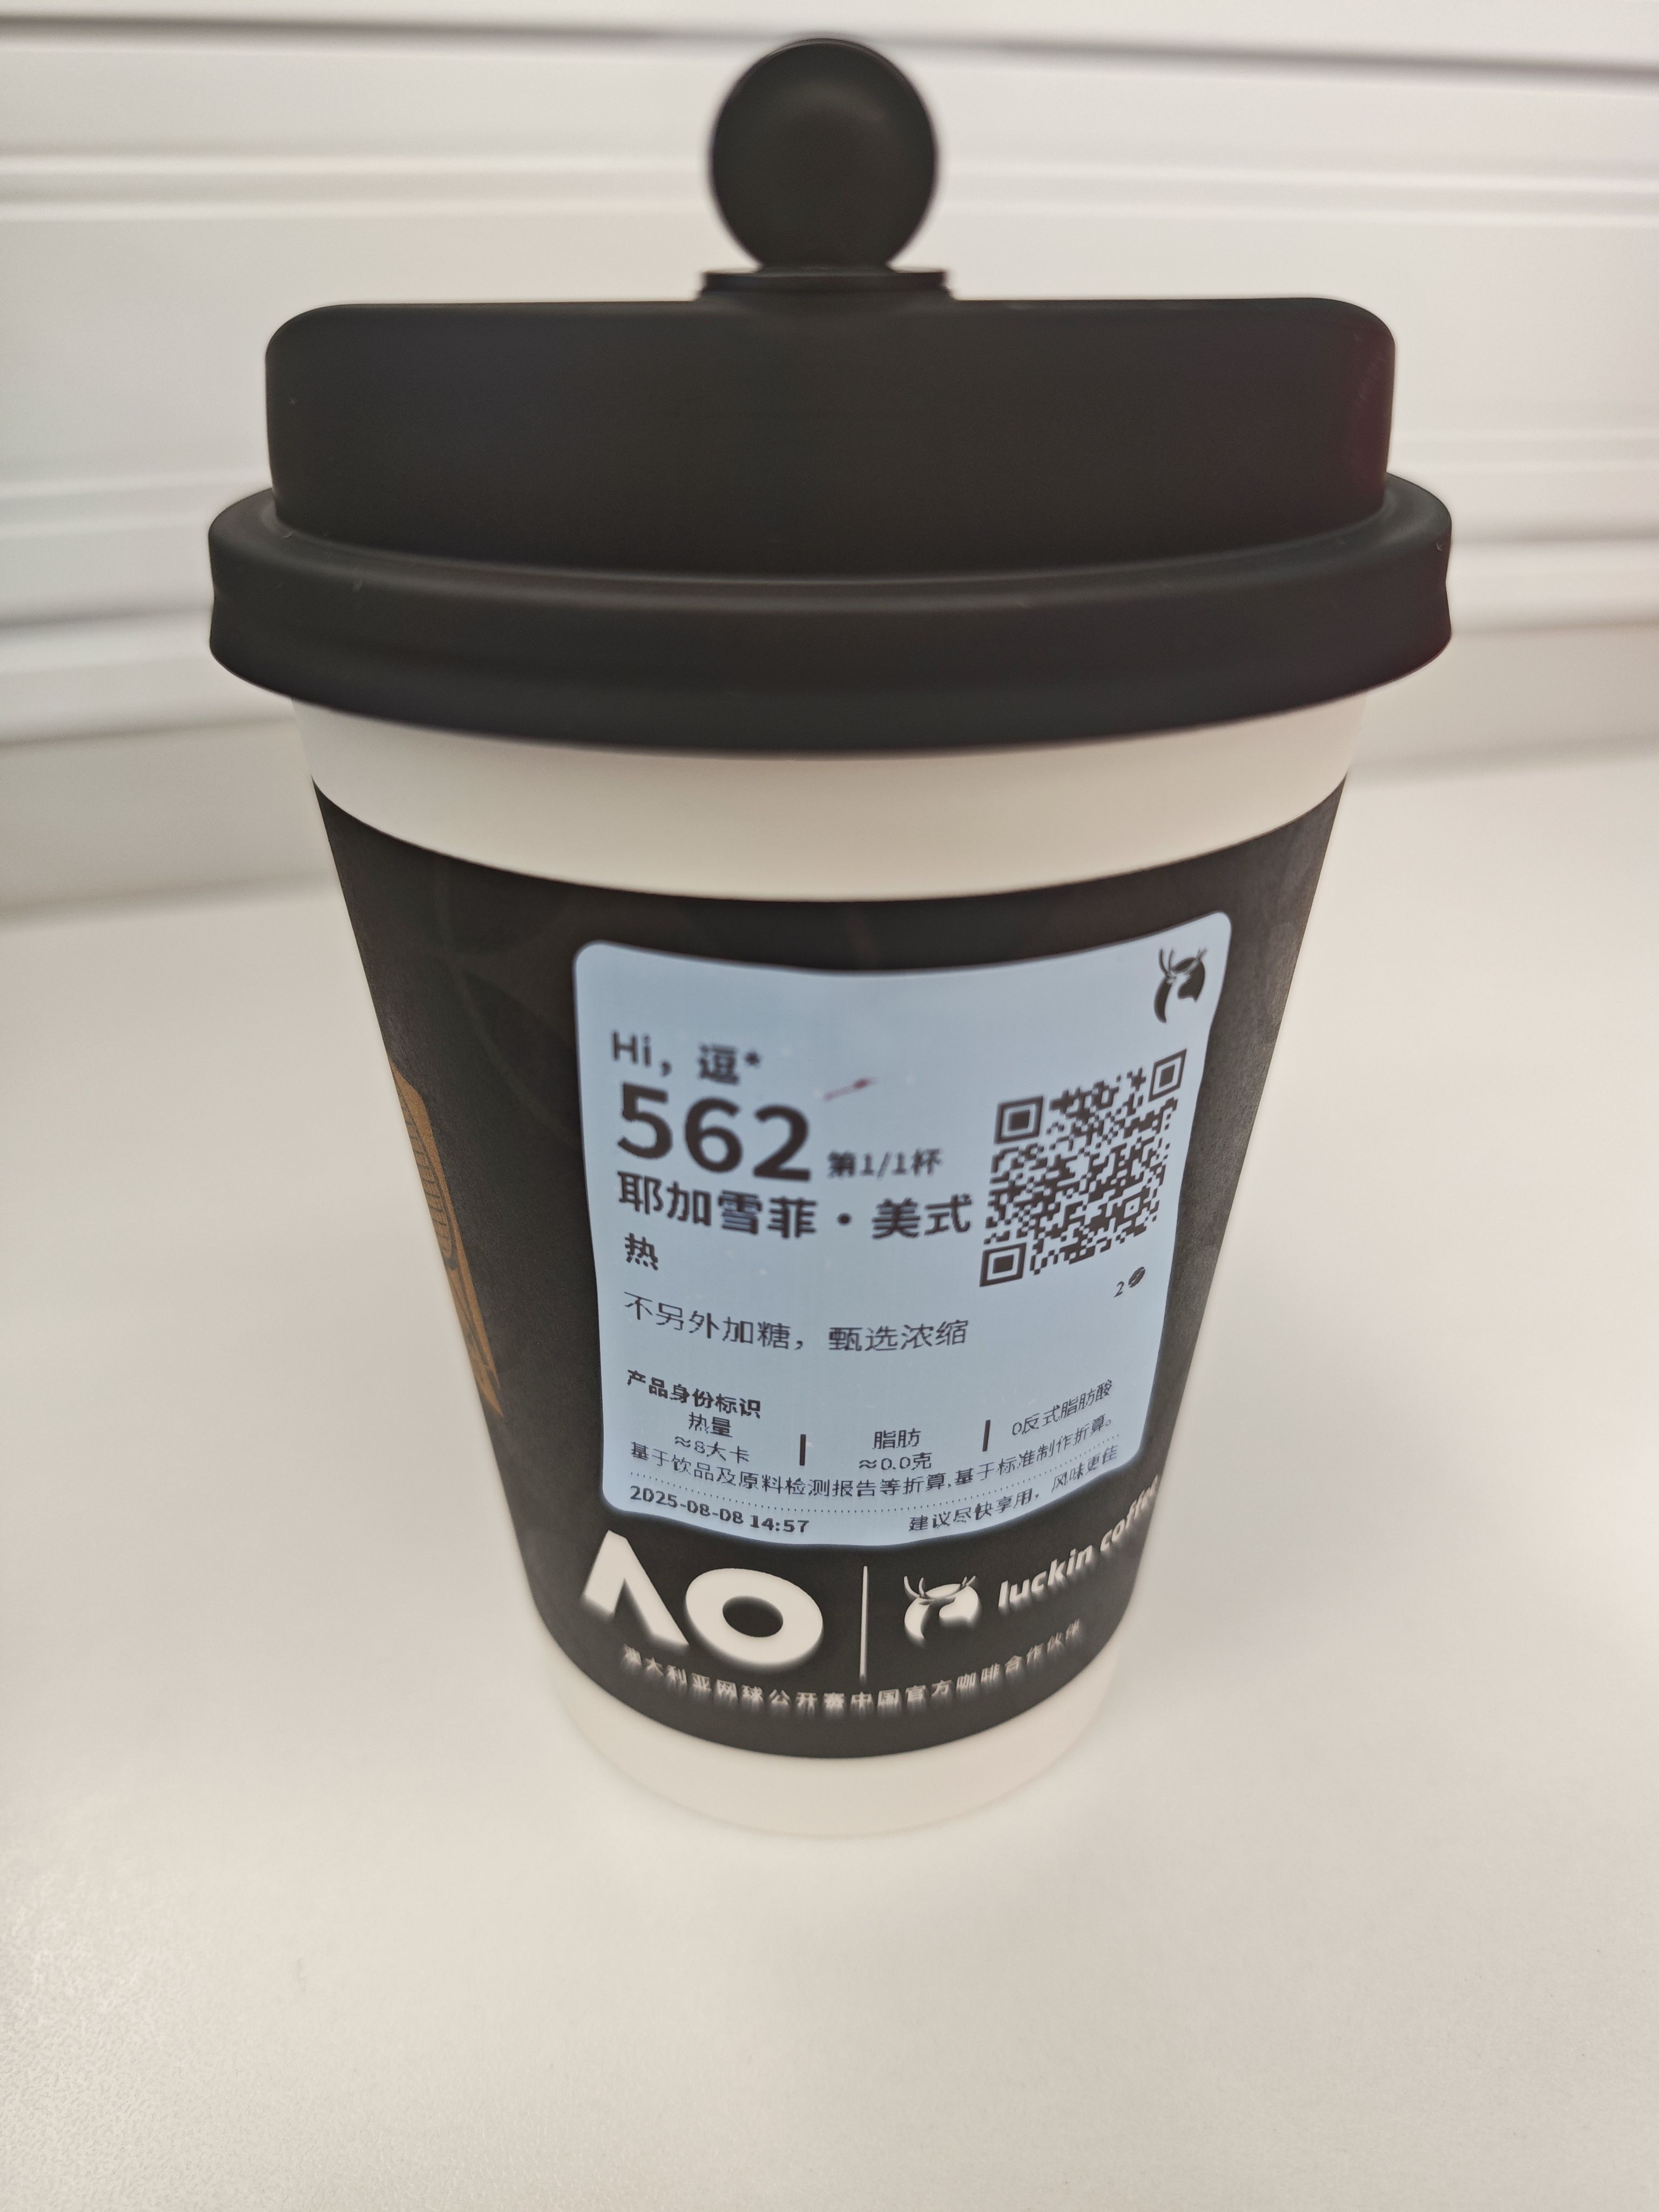 Hi，逗*
562 第1/1杯
耶加雪菲·美式
热
2
不另外加糖，甄选浓缩
产品身份标识
热量 脂肪 0反式脂肪酸
≈8大卡 ≈0.0克
基于饮品及原料检测报告等折算,基于标准制作折算。
2025-08-08 14:57 建议尽快享用，风味更佳
AO luckin coffee
澳大利亚网球公开赛中国官方咖啡合作伙伴